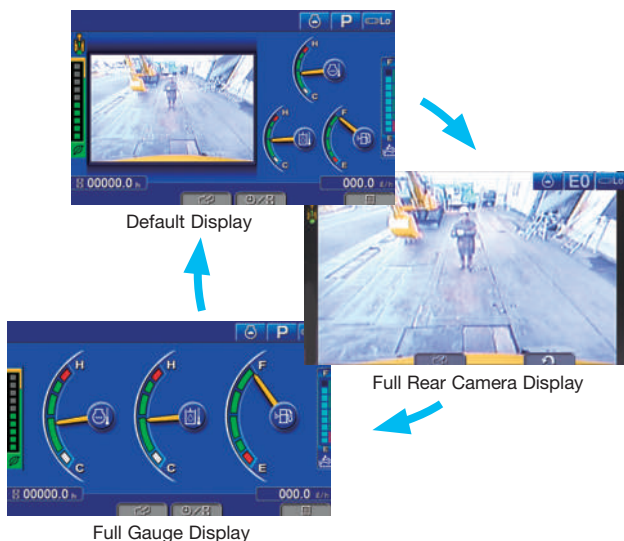 P Lo
H
C
H
C
F
E
F
E
00000.0 h
000.0 ℓ/h
Default Display
E0 Lo
Full Rear Camera Display
P
H
C
H
C
F
E
F
E
00000.0 h
000.0 ℓ/h
Full Gauge Display